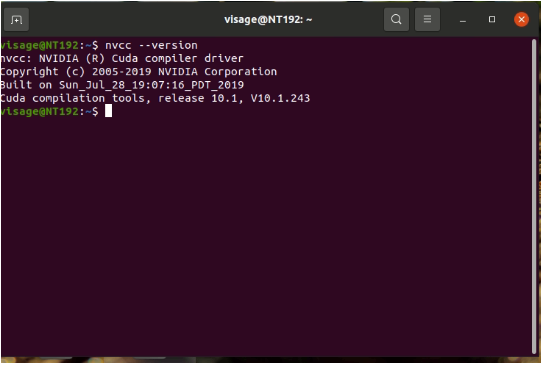 visage@NT192: ~
visage@NT192:~$ nvcc --version
nvcc: NVIDIA (R) Cuda compiler driver
Copyright (c) 2005-2019 NVIDIA Corporation
Built on Sun_Jul_28_19:07:16_PDT_2019
Cuda compilation tools, release 10.1, V10.1.243
visage@NT192:~$